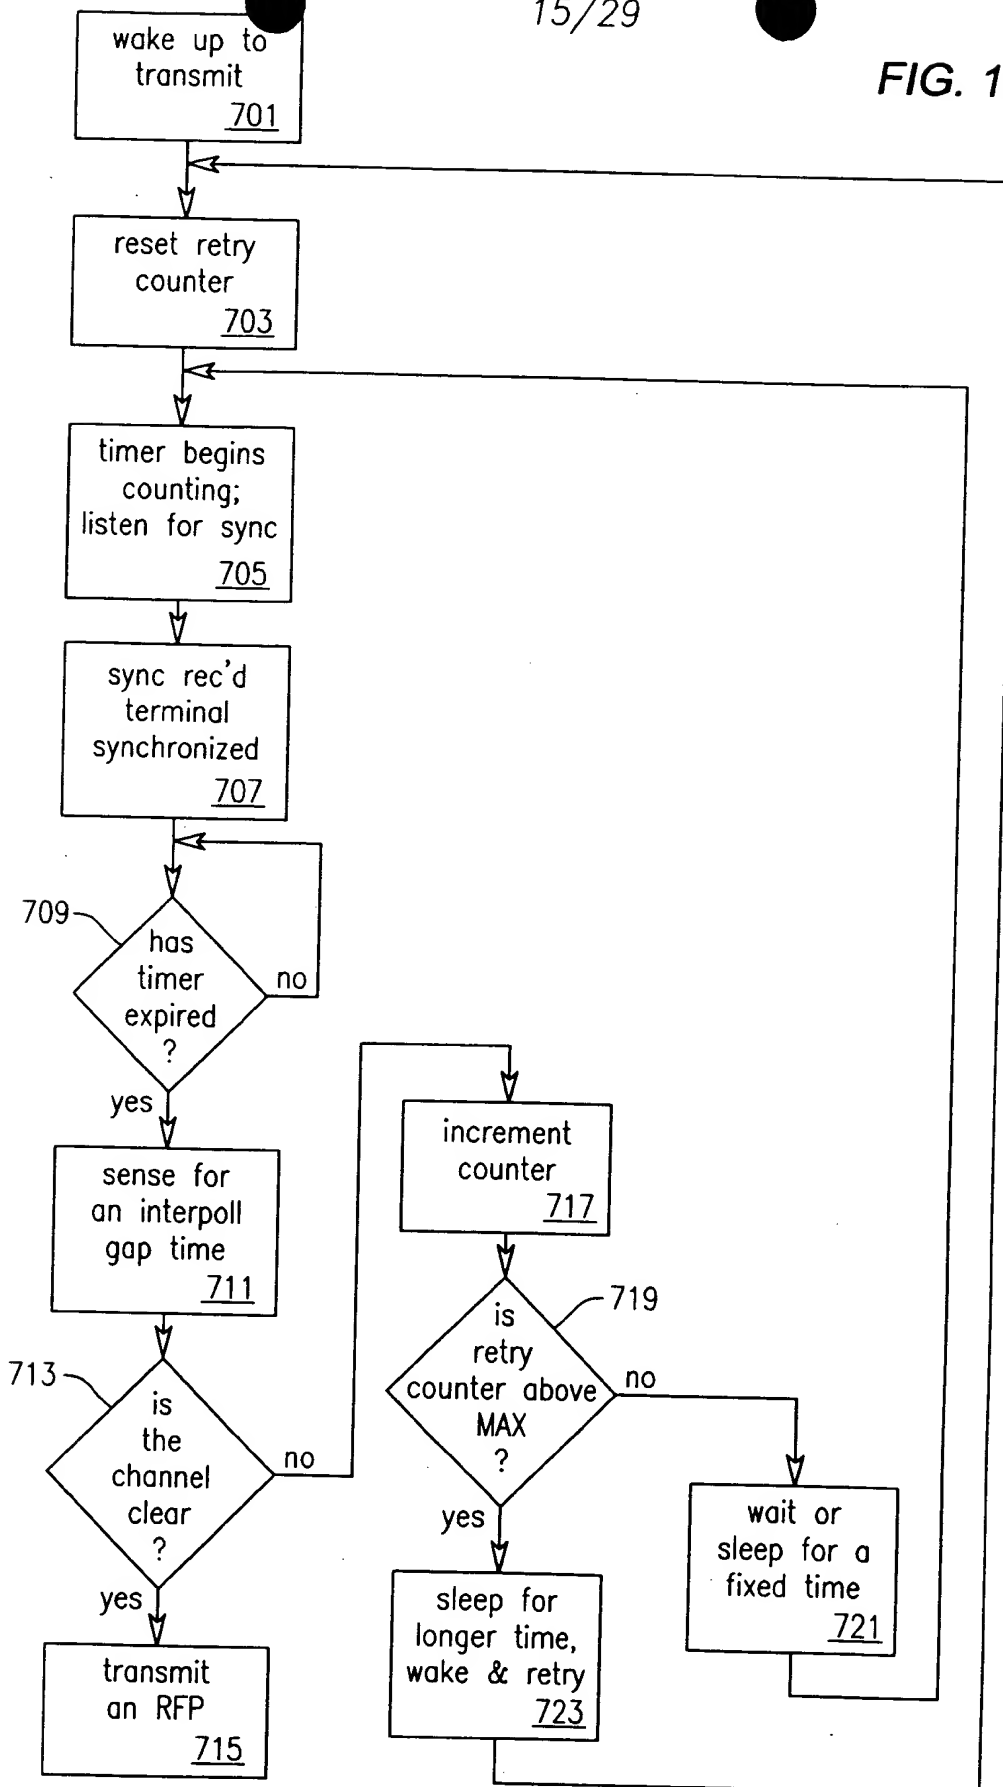 15/29
FIG. 1
wake up to
transmit
701
reset retry
counter
703
timer begins
counting;
listen for sync
705
sync rec'd
terminal
synchronized
707
709
has
timer
expired
?
no
yes
sense for
an interpoll
gap time
711
713
is
the
channel
clear
?
no
yes
transmit
an RFP
715
increment
counter
717
719
is
retry
counter above
MAX
?
no
yes
wait or
sleep for a
fixed time
721
sleep for
longer time,
wake & retry
723